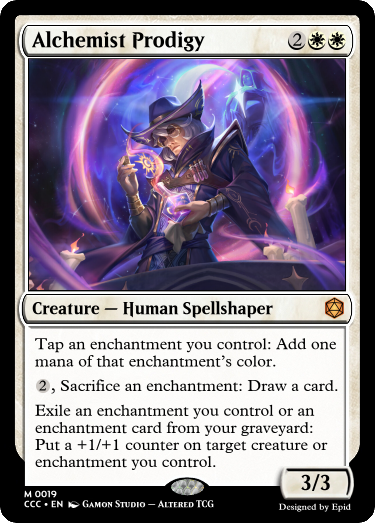 Alchemist Prodigy 2
Creature — Human Spellshaper
Tap an enchantment you control: Add one
mana of that enchantment's color.
2, Sacrifice an enchantment: Draw a card.
Exile an enchantment you control or an
enchantment card from your graveyard:
Put a +1/+1 counter on target creature or
enchantment you control.
3/3
M 0019
CCC • EN Gamon Studio — Altered TCG
Designed by Epid